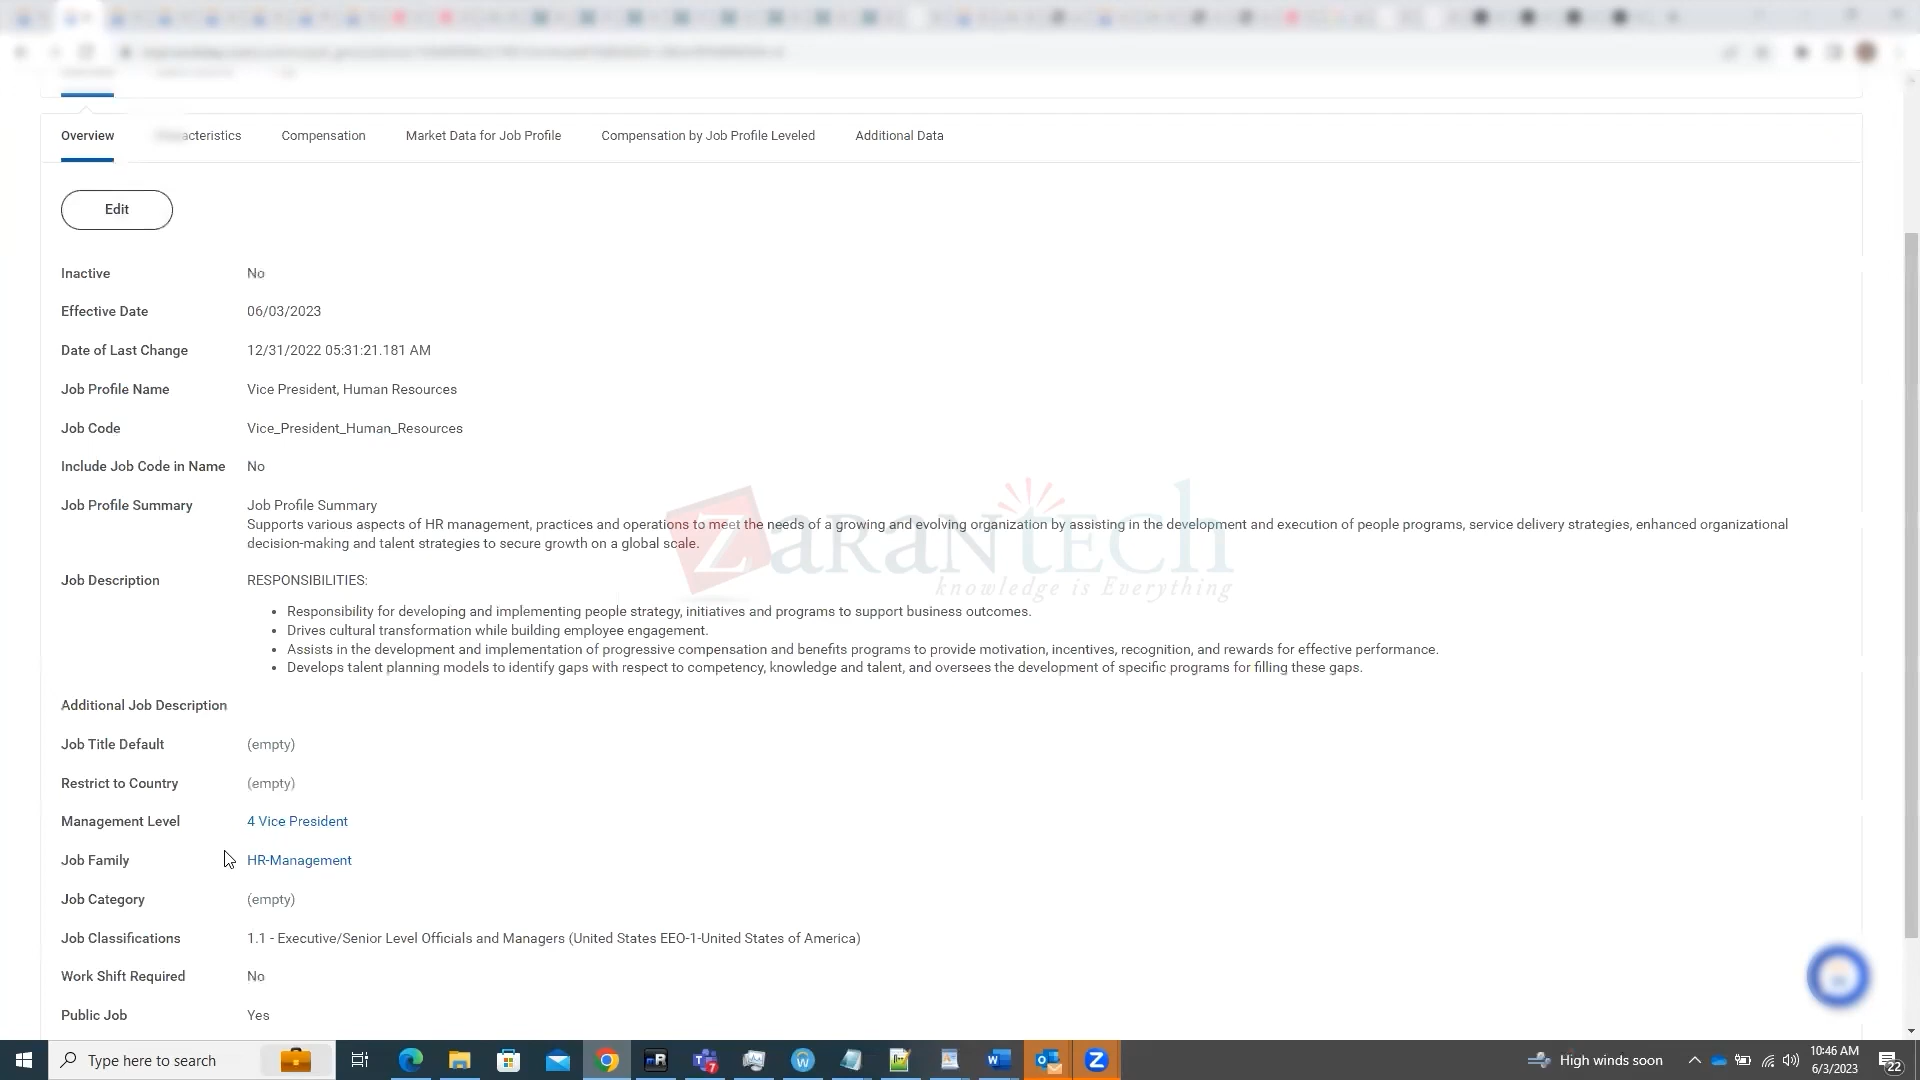 Overview
acteristics
Compensation
Market Data for Job Profile
Compensation by Job Profile Leveled
Additional Data
Edit
Inactive No
Effective Date 06/03/2023
Date of Last Change 12/31/2022 05:31:21.181 AM
Job Profile Name Vice President, Human Resources
Job Code Vice_President_Human_Resources
Include Job Code in Name No
Job Profile Summary Job Profile Summary
Supports various aspects of HR management, practices and operations to meet the needs of a growing and evolving organization by assisting in the development and execution of people programs, service delivery strategies, enhanced organizational
decision-making and talent strategies to secure growth on a global scale.
ZaranTech
knowledge is Everything
Job Description RESPONSIBILITIES:
• Responsibility for developing and implementing people strategy, initiatives and programs to support business outcomes.
• Drives cultural transformation while building employee engagement.
• Assists in the development and implementation of progressive compensation and benefits programs to provide motivation, incentives, recognition, and rewards for effective performance.
• Develops talent planning models to identify gaps with respect to competency, knowledge and talent, and oversees the development of specific programs for filling these gaps.
Additional Job Description
Job Title Default (empty)
Restrict to Country (empty)
Management Level 4 Vice President
Job Family HR-Management
Job Category (empty)
Job Classifications 1.1 - Executive/Senior Level Officials and Managers (United States EEO-1-United States of America)
Work Shift Required No
Public Job Yes
Type here to search
High winds soon
10:46 AM
6/3/2023
22